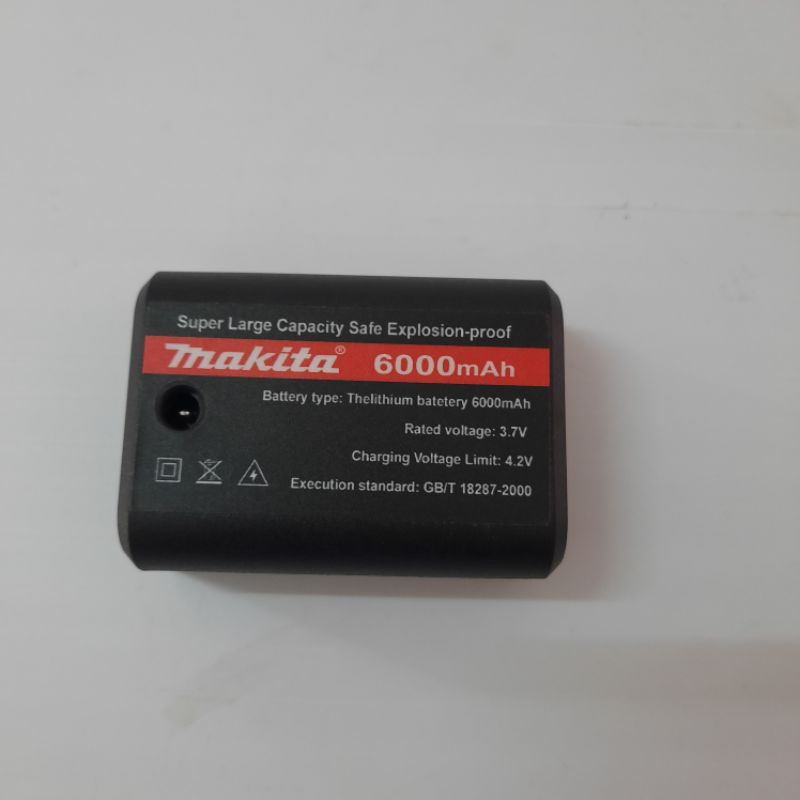 Super Large Capacity Safe Explosion-proof
makita® 6000mAh
Battery type: Thelithium batetery 6000mAh
Rated voltage: 3.7V
Charging Voltage Limit: 4.2V
Execution standard: GB/T 18287-2000